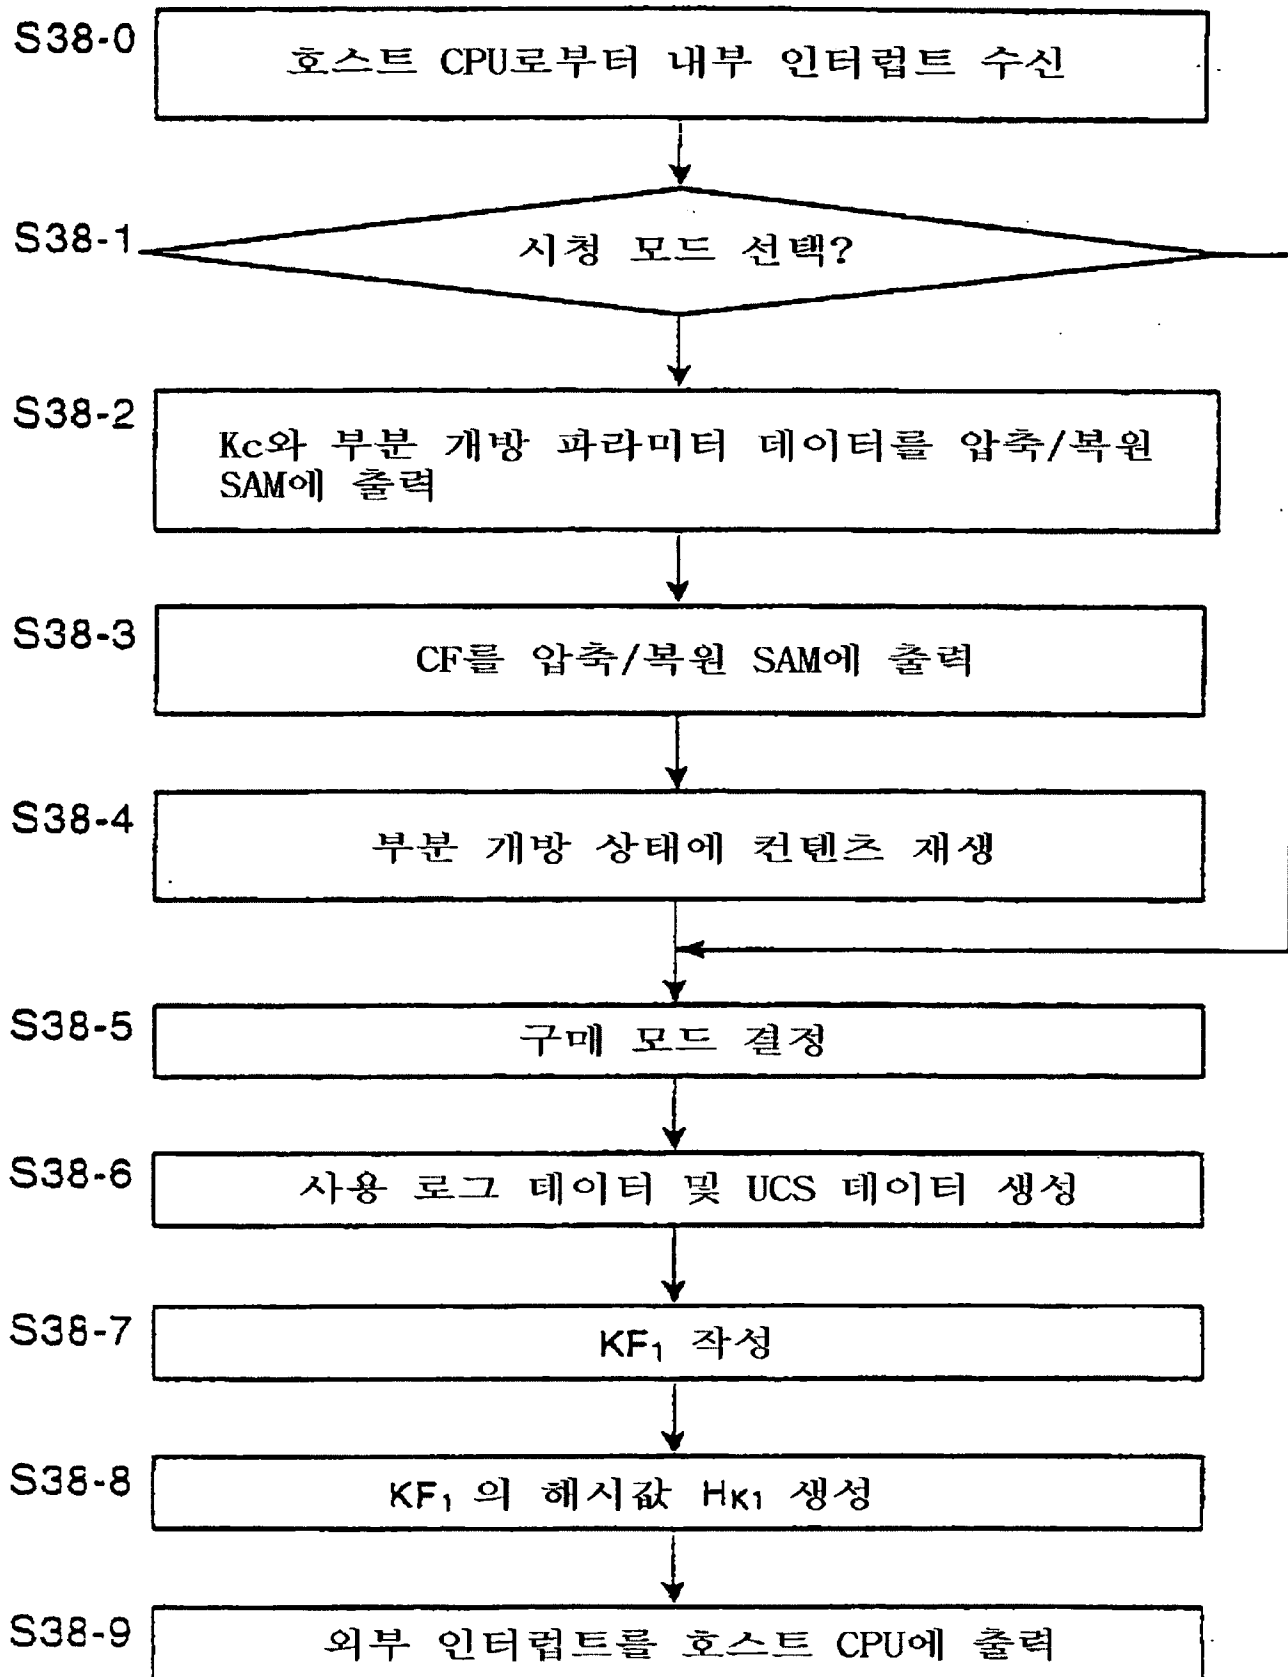 S38-0
호스트 CPU로부터 내부 인터럽트 수신
S38-1
시청 모드 선택?
S38-2
Kc와 부분 개방 파라미터 데이터를 압축/복원
SAM에 출력
S38-3
CF를 압축/복원 SAM에 출력
S38-4
부분 개방 상태에 컨텐츠 재생
S38-5
구매 모드 결정
S38-6
사용 로그 데이터 및 UCS 데이터 생성
S38-7
KF₁ 작성
S38-8
KF₁ 의 해시값 HK1 생성
S38-9
외부 인터럽트를 호스트 CPU에 출력